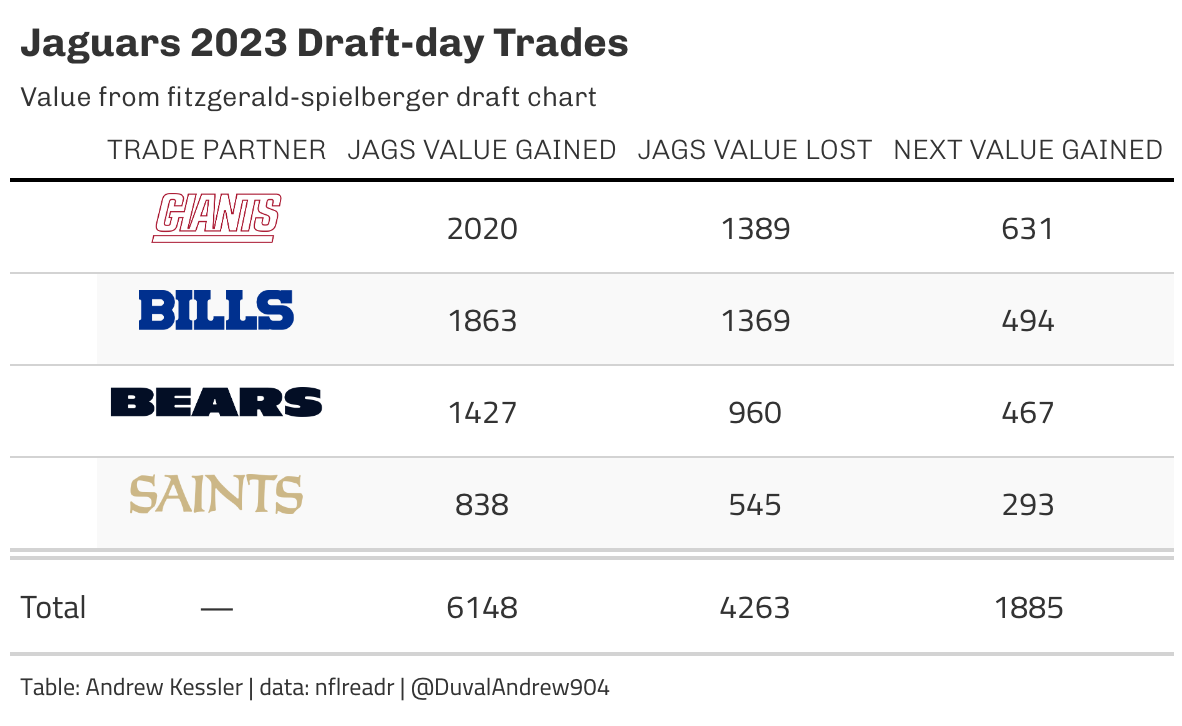 Jaguars 2023 Draft-day Trades
Value from fitzgerald-spielberger draft chart
TRADE PARTNER JAGS VALUE GAINED JAGS VALUE LOST NEXT VALUE GAINED
GIANTS 2020 1389 631
BILLS 1863 1369 494
BEARS 1427 960 467
SAINTS 838 545 293
Total — 6148 4263 1885
Table: Andrew Kessler | data: nflreadr | @DuvalAndrew904